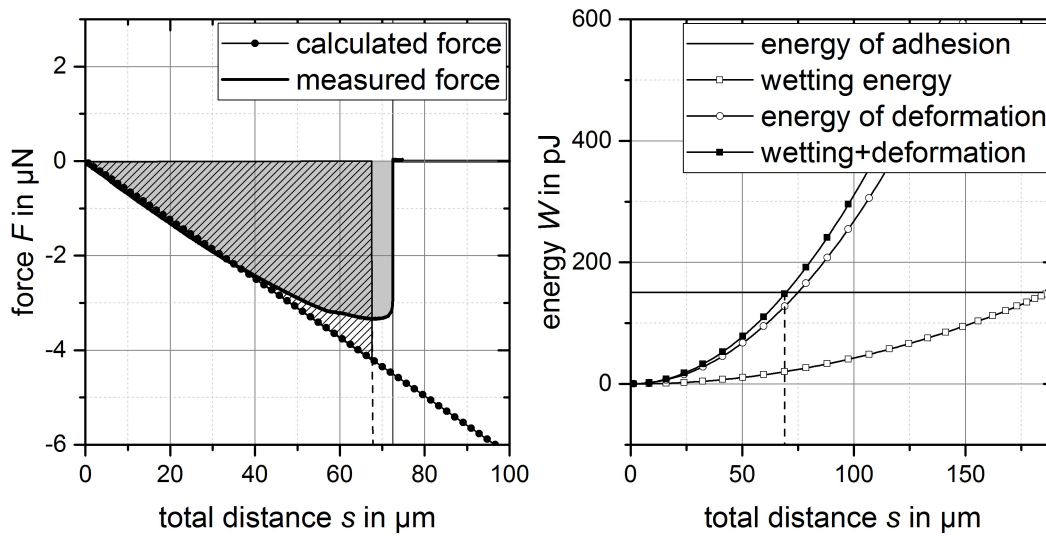 calculated force
measured force
2
0
-2
-4
-6
0 20 40 60 80 100
force F in µN
total distance s in µm
energy of adhesion
wetting energy
energy of deformation
wetting+deformation
600
400
200
0
0 50 100 150
energy W in pJ
total distance s in µm